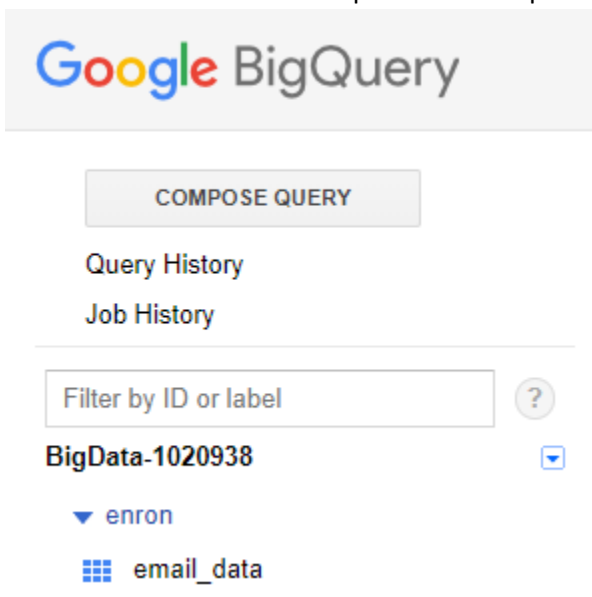 Google BigQuery
COMPOSE QUERY
Query History
Job History
Filter by ID or label
?
BigData-1020938
enron
email_data